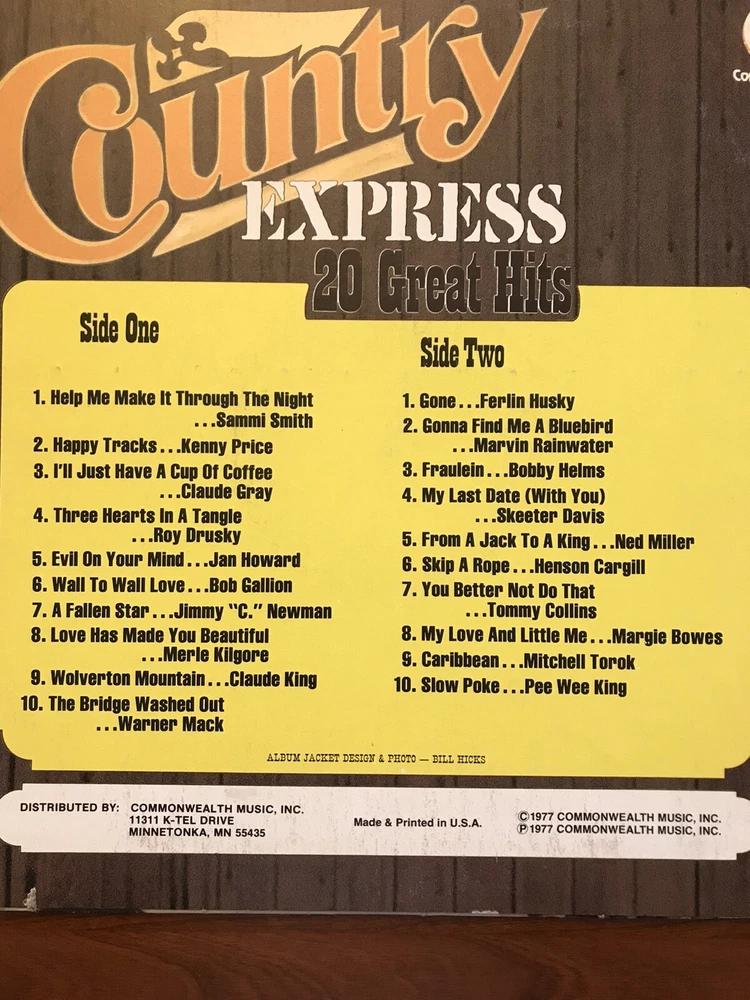 Country
EXPRESS
20 Great Hits
Side One
1. Help Me Make It Through The Night
...Sammi Smith
2. Happy Tracks...Kenny Price
3. I'll Just Have A Cup Of Coffee
...Claude Gray
4. Three Hearts In A Tangle
...Roy Drusky
5. Evil On Your Mind...Jan Howard
6. Wall To Wall Love...Bob Gallion
7. A Fallen Star...Jimmy "C." Newman
8. Love Has Made You Beautiful
...Merle Kilgore
9. Wolverton Mountain...Claude King
10. The Bridge Washed Out
...Warner Mack
Side Two
1. Gone...Ferlin Husky
2. Gonna Find Me A Bluebird
...Marvin Rainwater
3. Fraulein...Bobby Helms
4. My Last Date (With You)
...Skeeter Davis
5. From A Jack To A King...Ned Miller
6. Skip A Rope...Henson Cargill
7. You Better Not Do That
...Tommy Collins
8. My Love And Little Me...Margie Bowes
9. Caribbean...Mitchell Torok
10. Slow Poke...Pee Wee King
ALBUM JACKET DESIGN & PHOTO — BILL HICKS
DISTRIBUTED BY: COMMONWEALTH MUSIC, INC.
11311 K-TEL DRIVE
MINNETONKA, MN 55435
Made & Printed in U.S.A.
©1977 COMMONWEALTH MUSIC, INC.
℗1977 COMMONWEALTH MUSIC, INC.